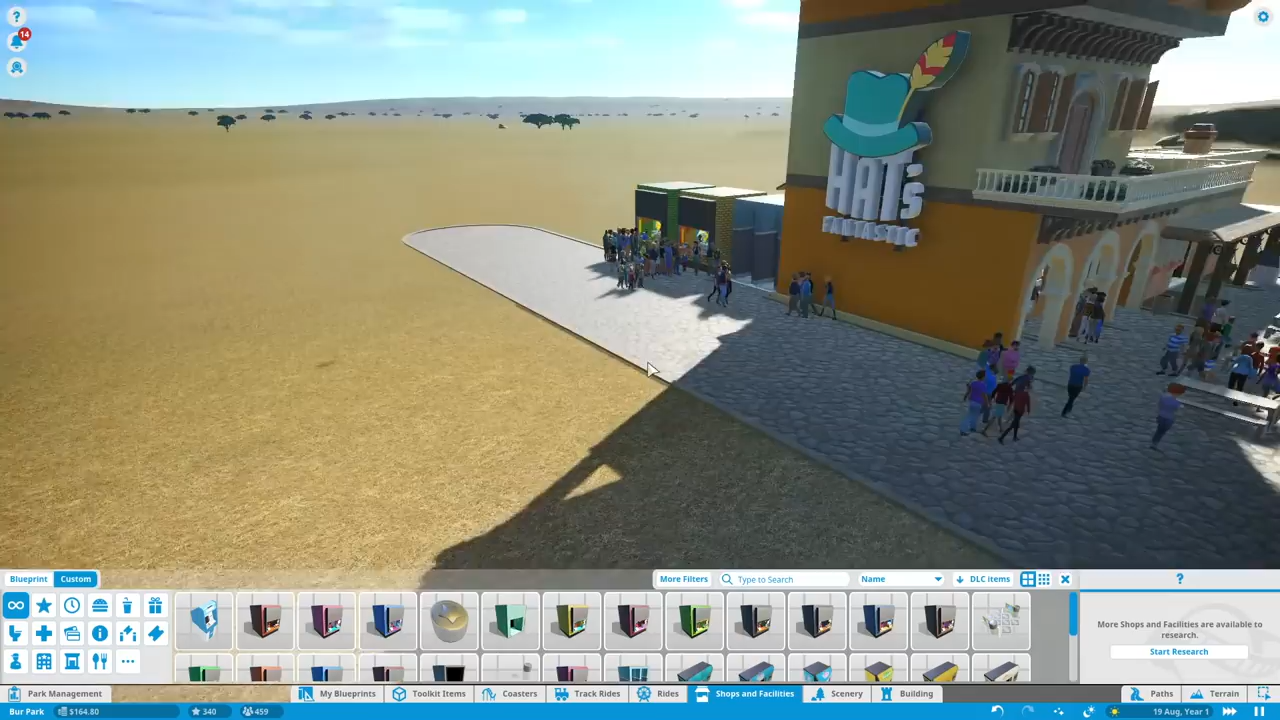 ?
14
HAT's
FANTASTIC
Blueprint
Custom
More Filters
Type to Search
Name
DLC items
?
More Shops and Facilities are available to
research.
Start Research
Park Management
My Blueprints
Toolkit Items
Coasters
Track Rides
Rides
Shops and Facilities
Scenery
Building
Paths
Terrain
Bur Park
$164.80
340
459
19 Aug, Year 1